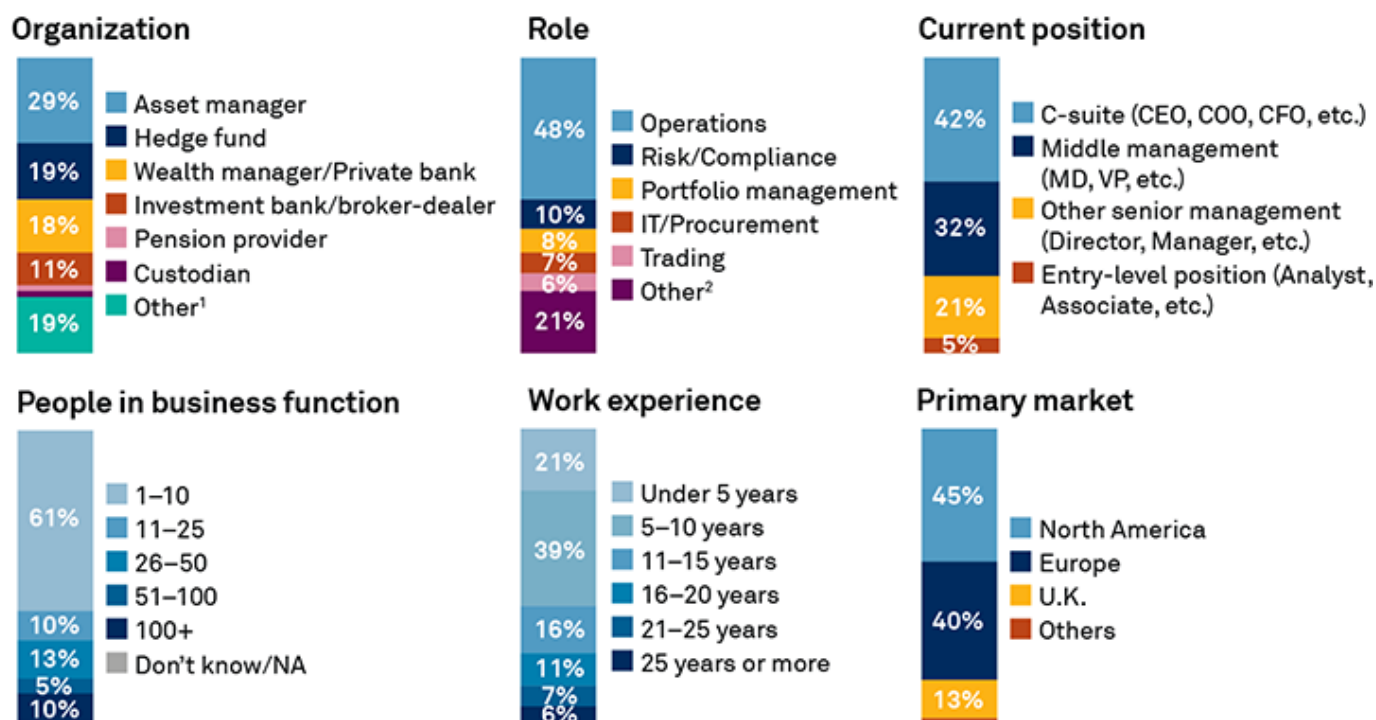 Organization
29%
19%
18%
11%
19%
Asset manager
Hedge fund
Wealth manager/Private bank
Investment bank/broker-dealer
Pension provider
Custodian
Other¹
Role
48%
10%
8%
7%
6%
21%
Operations
Risk/Compliance
Portfolio management
IT/Procurement
Trading
Other²
Current position
42%
32%
21%
5%
C-suite (CEO, COO, CFO, etc.)
Middle management
(MD, VP, etc.)
Other senior management
(Director, Manager, etc.)
Entry-level position (Analyst,
Associate, etc.)
People in business function
61%
10%
13%
5%
10%
1–10
11–25
26–50
51–100
100+
Don't know/NA
Work experience
21%
39%
16%
11%
7%
6%
Under 5 years
5–10 years
11–15 years
16–20 years
21–25 years
25 years or more
Primary market
45%
40%
13%
North America
Europe
U.K.
Others